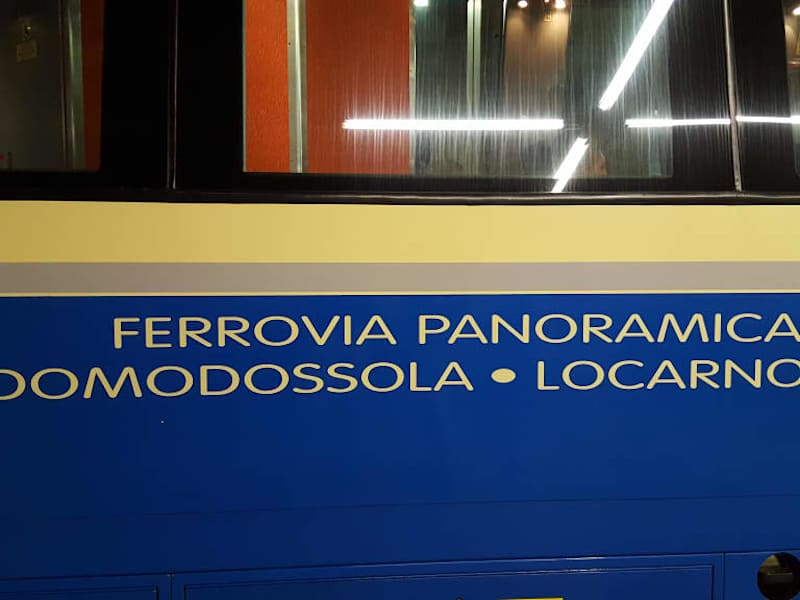 FERROVIA PANORAMICA
DOMODOSSOLA • LOCARNO